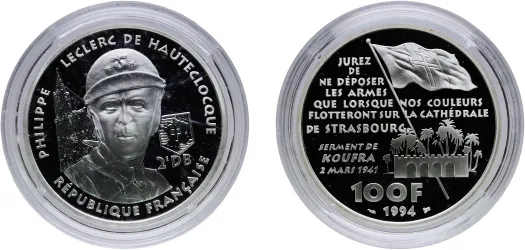 PHILIPPE LECLERC DE HAUTECLOCQUE
2e DB
RÉPUBLIQUE FRANÇAISE
JUREZ
DE
NE DÉPOSER
LES ARMES
QUE LORSQUE NOS COULEURS
FLOTTERONT SUR LA CATHÉDRALE
DE STRASBOURG
SERMENT DE
KOUFRA
2 MARS 1941
100F
1994